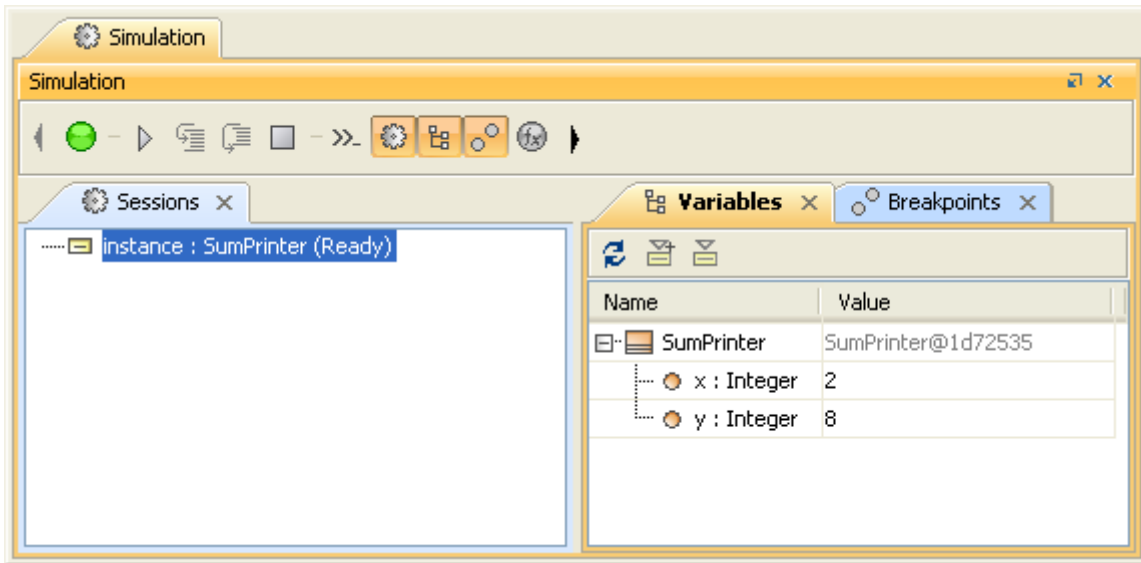 Simulation
Simulation
Sessions
Variables
Breakpoints
instance : SumPrinter (Ready)
Name Value
SumPrinter SumPrinter@1d72535
x : Integer 2
y : Integer 8